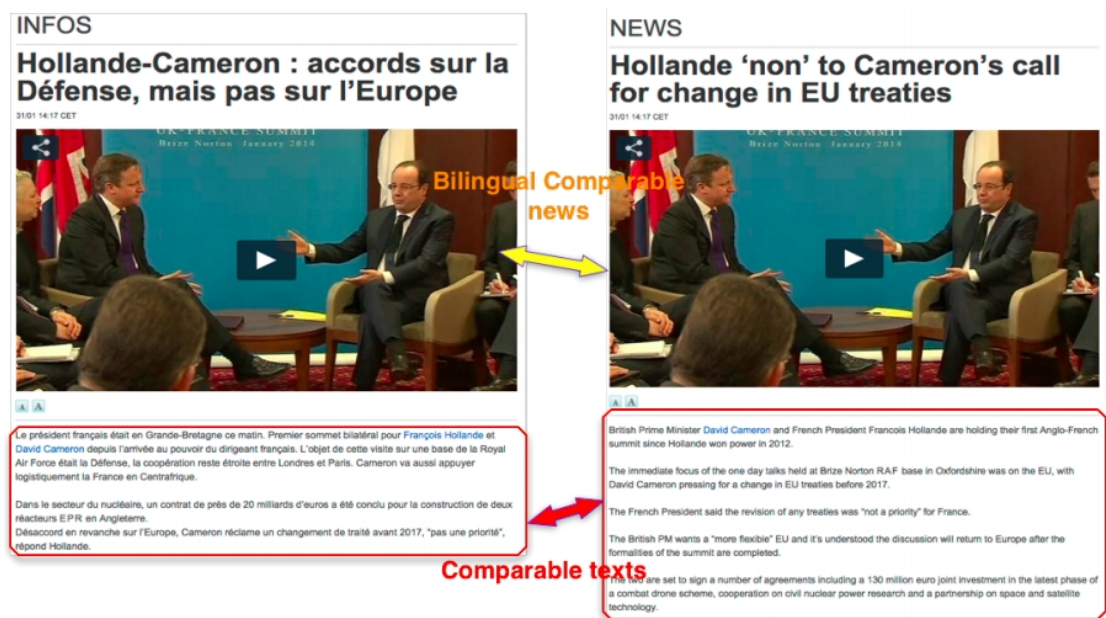 INFOS
Hollande-Cameron : accords sur la
Défense, mais pas sur l'Europe
31/01 14:17 CET
UK-FRANCE SUMMIT
Brize Norton January 2014
A A
Le président français était en Grande-Bretagne ce matin. Premier sommet bilatéral pour François Hollande et
David Cameron depuis l'arrivée au pouvoir du dirigeant français. L'objet de cette visite sur une base de la Royal
Air Force était la Défense, la coopération reste étroite entre Londres et Paris. Cameron va aussi appuyer
logistiquement la France en Centrafrique.
Dans le secteur du nucléaire, un contrat de près de 20 milliards d'euros a été conclu pour la construction de deux
réacteurs EPR en Angleterre.
Désaccord en revanche sur l'Europe, Cameron réclame un changement de traité avant 2017, "pas une priorité",
répond Hollande.
Bilingual Comparable
news
Comparable texts
NEWS
Hollande ‘non’ to Cameron’s call
for change in EU treaties
31/01 14:17 CET
UK-FRANCE SUMMIT
Brize Norton January 2014
A A
British Prime Minister David Cameron and French President Francois Hollande are holding their first Anglo-French
summit since Hollande won power in 2012.
The immediate focus of the one day talks held at Brize Norton RAF base in Oxfordshire was on the EU, with
David Cameron pressing for a change in EU treaties before 2017.
The French President said the revision of any treaties was "not a priority" for France.
The British PM wants a "more flexible" EU and it's understood the discussion will return to Europe after the
formalities of the summit are completed.
The two are set to sign a number of agreements including a 130 million euro joint investment in the latest phase of
a combat drone scheme, cooperation on civil nuclear power research and a partnership on space and satellite
technology.